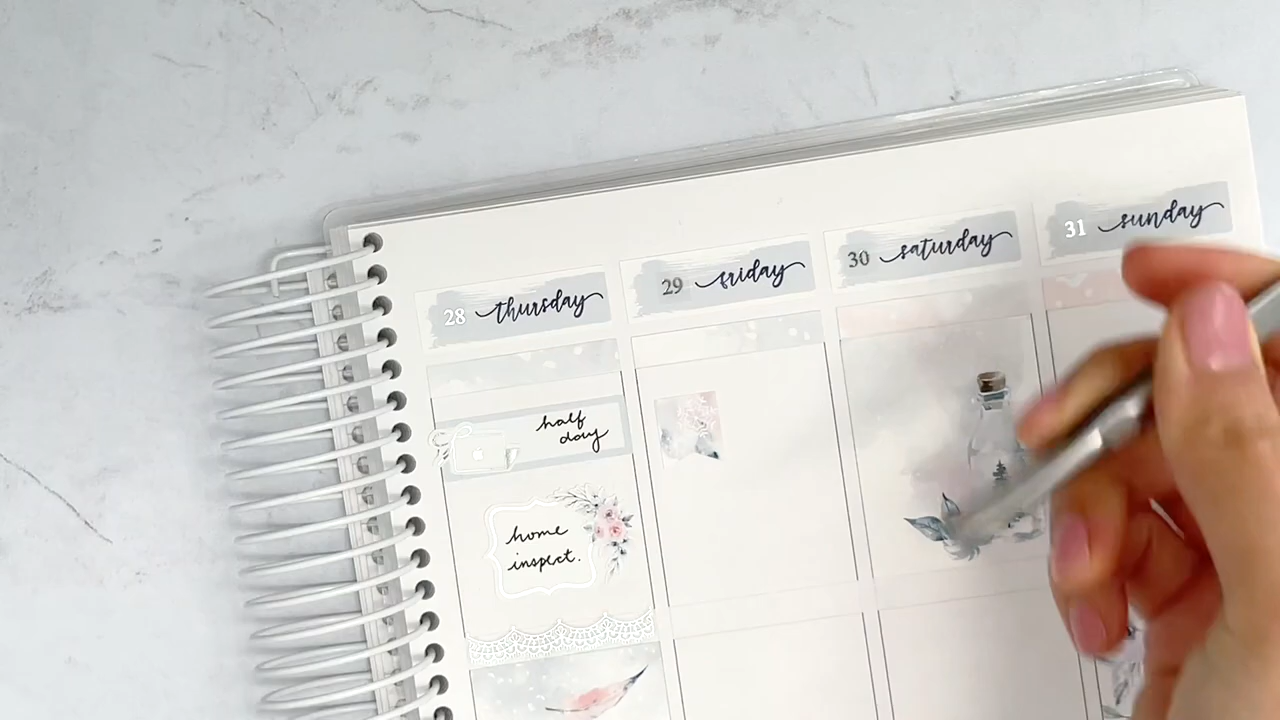 28 thursday
29 friday
30 saturday
31 sunday
half
day
home
inspect.